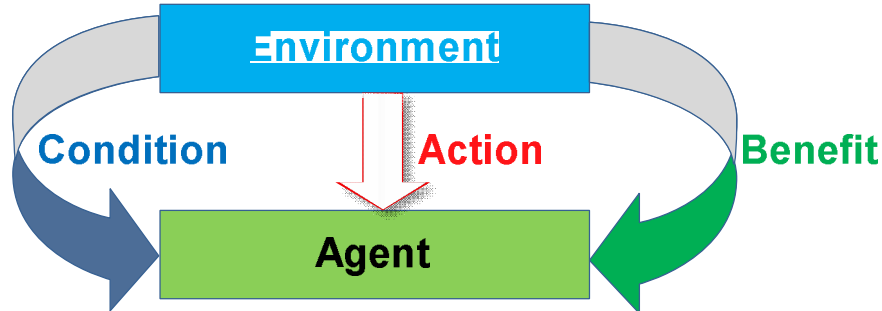 Environment
Condition
Action
Benefit
Agent